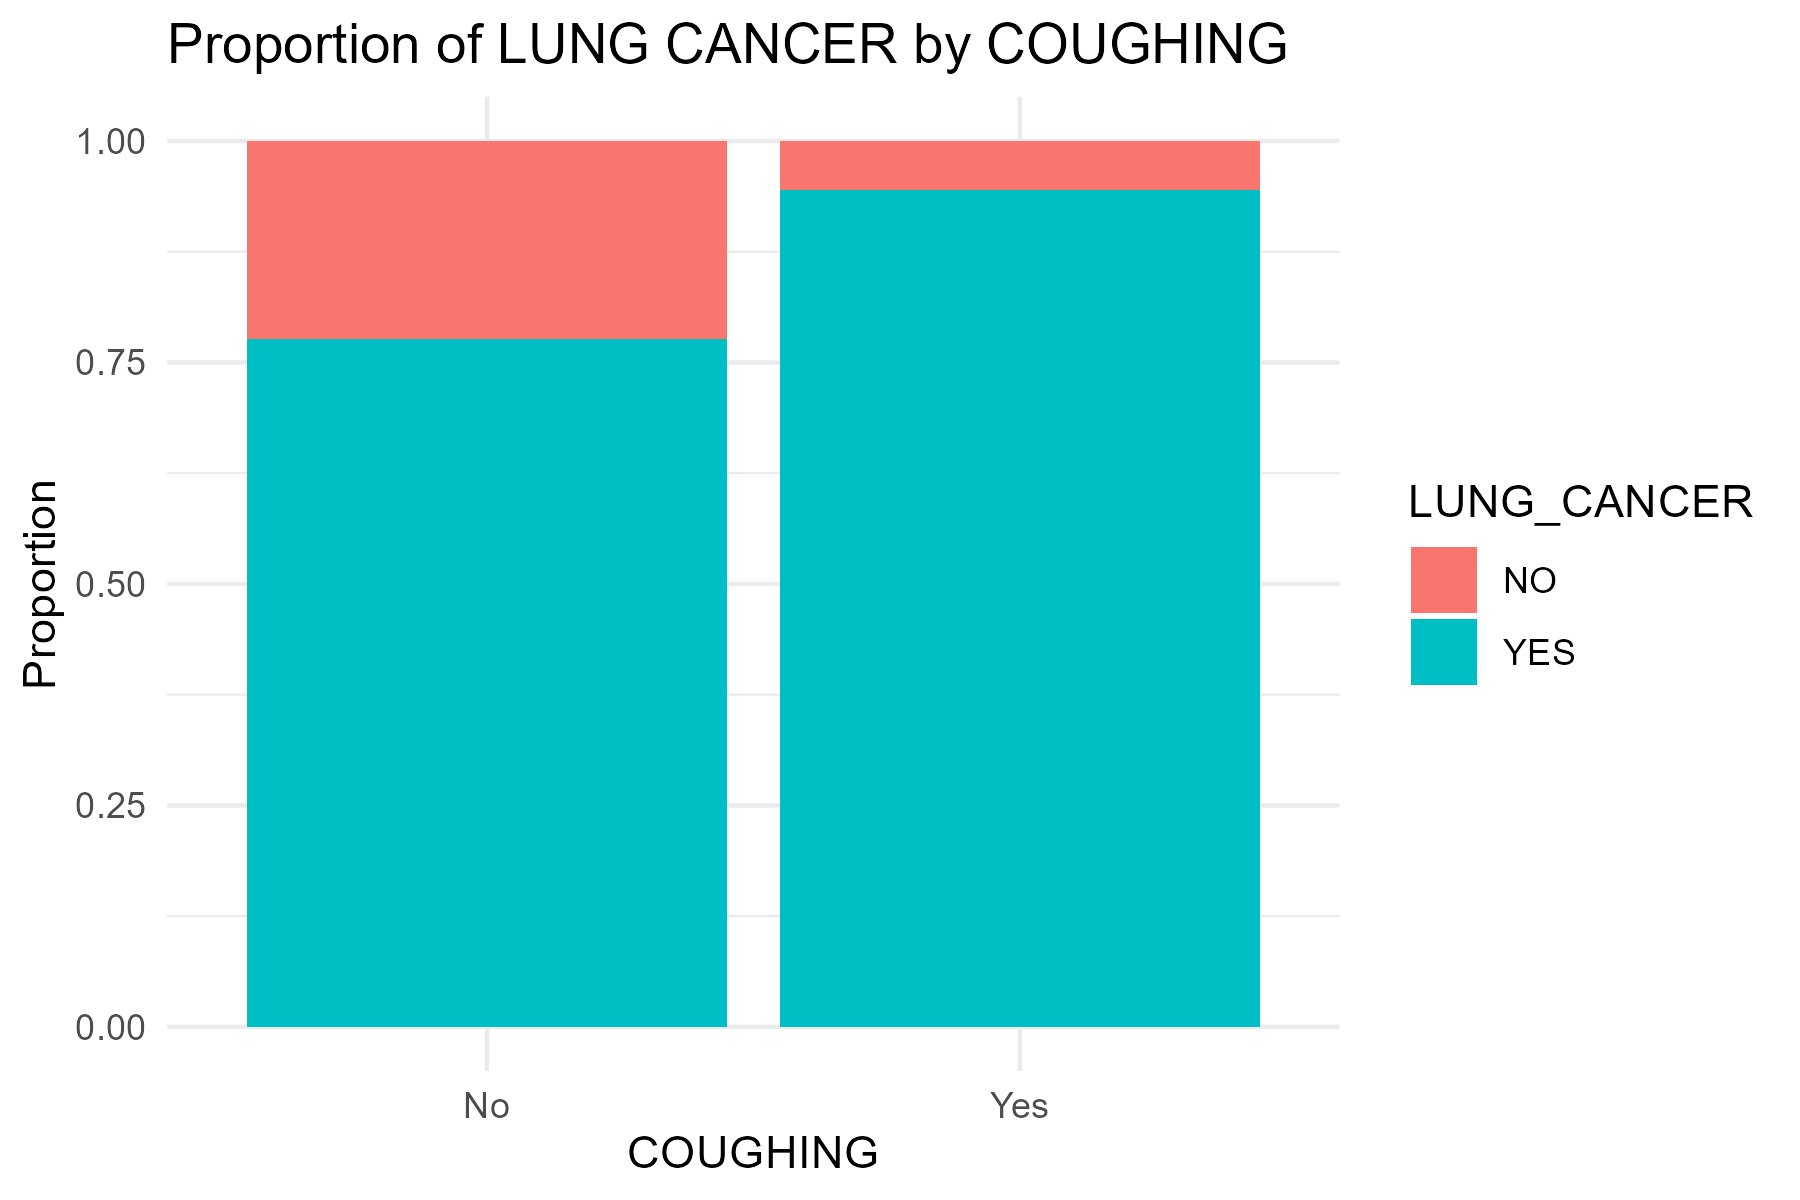 Proportion of LUNG CANCER by COUGHING
1.00
0.75
0.50
0.25
0.00
Proportion
No
Yes
COUGHING
LUNG_CANCER
NO
YES